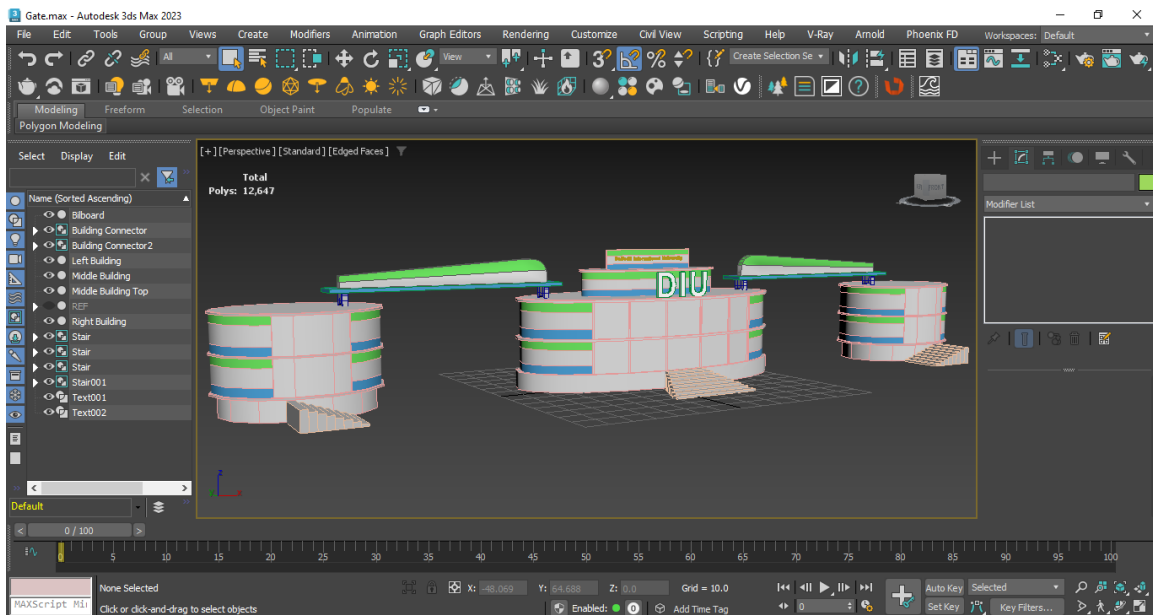 Gate.max - Autodesk 3ds Max 2023
File Edit Tools Group Views Create Modifiers Animation Graph Editors Rendering Customize Civil View Scripting Help V-Ray Arnold Phoenix FD Workspaces: Default
All View Create Selection Se
Modeling Freeform Selection Object Paint Populate
Polygon Modeling
Select Display Edit
[+] [Perspective] [Standard] [Edged Faces]
Total
Polys: 12,647
Name (Sorted Ascending)
Bilboard
Building Connector
Building Connector2
Left Building
Middle Building
Middle Building Top
REF
Right Building
Stair
Stair
Stair
Stair001
Text001
Text002
Modifier List
International University
DIU
FRONT
z
x
Default
0 / 100
0 5 10 15 20 25 30 35 40 45 50 55 60 65 70 75 80 85 90 95 100
None Selected
X: -48.069 Y: 64.688 Z: 0.0 Grid = 10.0
Auto Key Selected
MAXScript Mi
Click or click-and-drag to select objects
Enabled: 0 Add Time Tag
0
Set Key Key Filters...